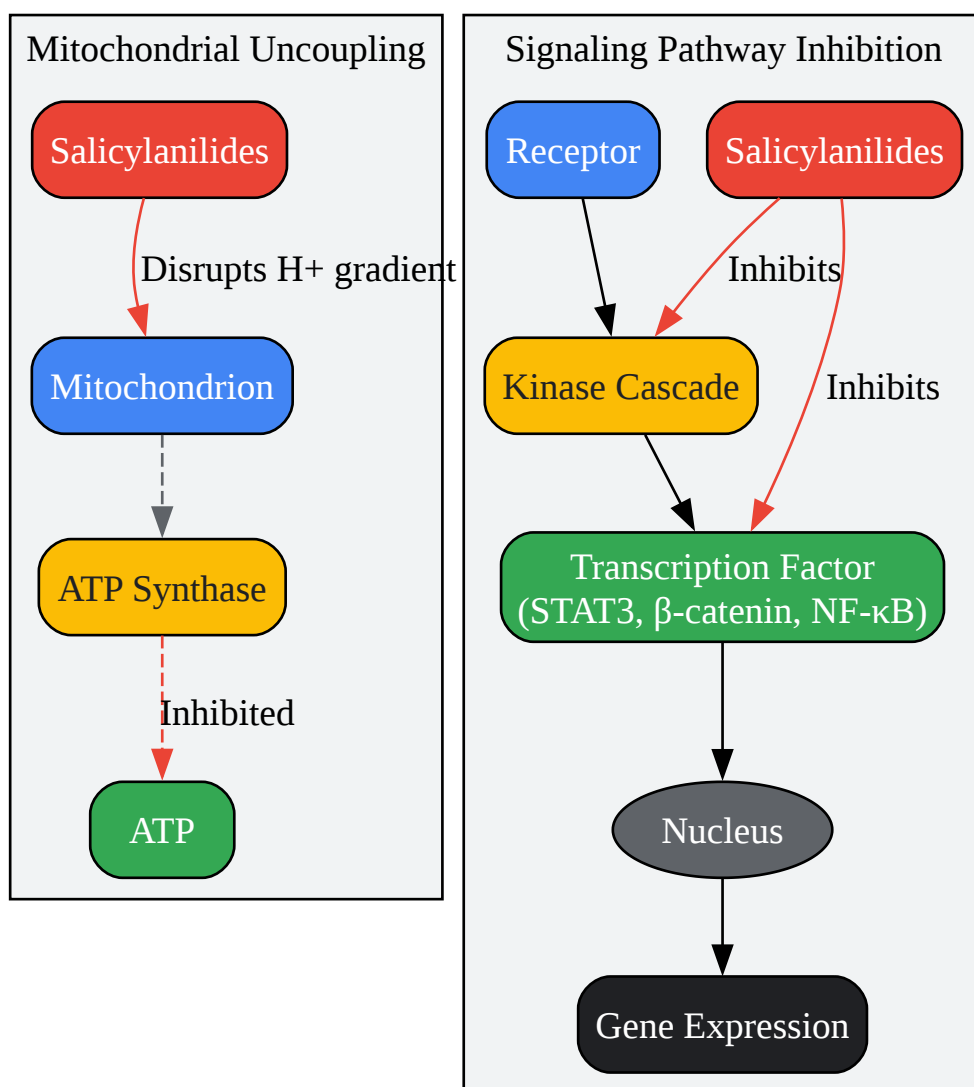 Mitochondrial Uncoupling
Salicylanilides
Disrupts H+ gradient
Mitochondrion
ATP Synthase
Inhibited
ATP
Signaling Pathway Inhibition
Receptor
Salicylanilides
Inhibits
Kinase Cascade
Inhibits
Transcription Factor
(STAT3, β-catenin, NF-κB)
Nucleus
Gene Expression